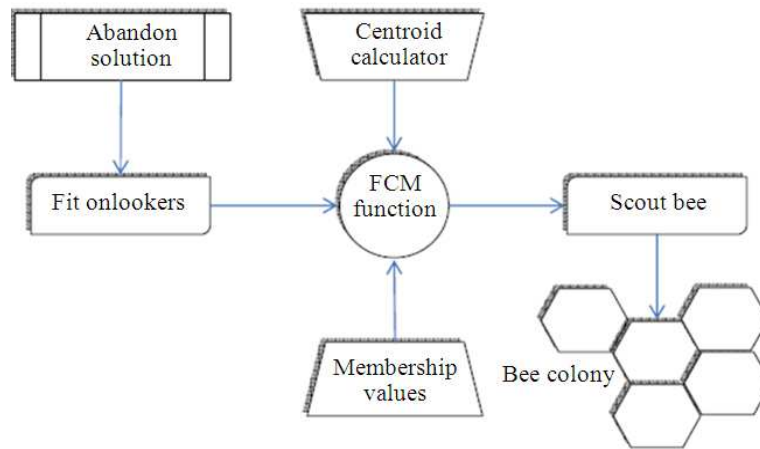 Abandon
solution
Centroid
calculator
Fit onlookers
FCM
function
Scout bee
Membership
values
Bee colony